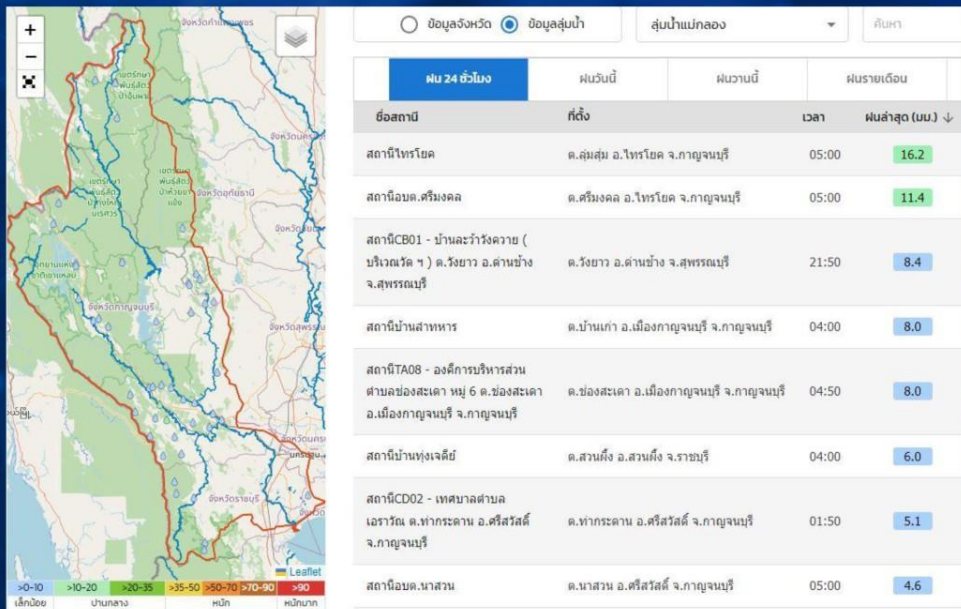 ข้อมูลจังหวัด
ข้อมูลลุ่มน้ำ
ลุ่มน้ำแม่กลอง
ค้นหา
ฝน 24 ชั่วโมง
ฝนวันนี้
ฝนวานนี้
ฝนรายเดือน
ชื่อสถานี
ที่ตั้ง
เวลา
ฝนล่าสุด (มม.)
สถานีไทรโยค
ต.ลุ่มสุ่ม อ.ไทรโยค จ.กาญจนบุรี
05:00
16.2
สถานีอบต.ศรีมงคล
ต.ศรีมงคล อ.ไทรโยค จ.กาญจนบุรี
05:00
11.4
สถานีCB01 - บ้านละว้าวังควาย (
บริเวณวัด ฯ ) ต.วังยาว อ.ด่านช้าง
จ.สุพรรณบุรี
ต.วังยาว อ.ด่านช้าง จ.สุพรรณบุรี
21:50
8.4
สถานีบ้านลำทหาร
ต.บ้านเก่า อ.เมืองกาญจนบุรี จ.กาญจนบุรี
04:00
8.0
สถานีTA08 - องค์การบริหารส่วน
ตำบลช่องสะเดา หมู่ 6 ต.ช่องสะเดา
อ.เมืองกาญจนบุรี จ.กาญจนบุรี
ต.ช่องสะเดา อ.เมืองกาญจนบุรี จ.กาญจนบุรี
04:50
8.0
สถานีบ้านทุ่งเจดีย์
ต.สวนผึ้ง อ.สวนผึ้ง จ.ราชบุรี
04:00
6.0
สถานีCD02 - เทศบาลตำบล
เอราวัณ ต.ท่ากระดาน อ.ศรีสวัสดิ์
จ.กาญจนบุรี
ต.ท่ากระดาน อ.ศรีสวัสดิ์ จ.กาญจนบุรี
01:50
5.1
สถานีอบต.นาสวน
ต.นาสวน อ.ศรีสวัสดิ์ จ.กาญจนบุรี
05:00
4.6
จังหวัดกำแพงเพชร
จังหวัดอุทัยธานี
จังหวัดกาญจนบุรี
จังหวัดราชบุรี
Leaflet
>0-10
>10-20
>20-35
>35-50
>50-70
>70-90
>90
เล็กน้อย
ปานกลาง
หนัก
หนักมาก